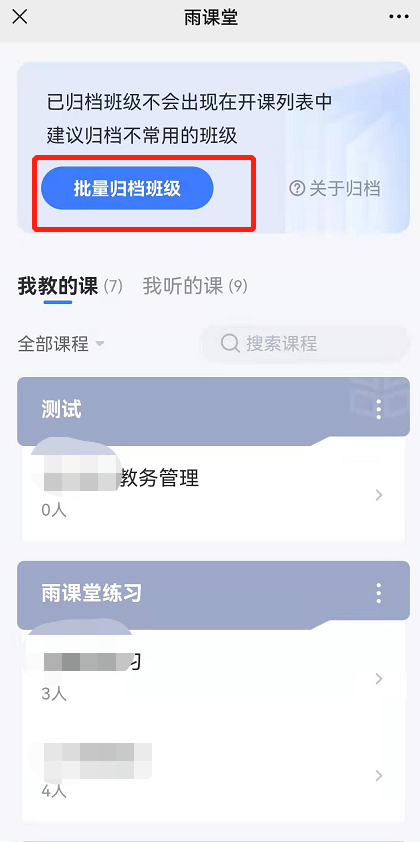 雨课堂
已归档班级不会出现在开课列表中
建议归档不常用的班级
批量归档班级
关于归档
我教的课(7) 我听的课(9)
全部课程
搜索课程
测试
教务管理
0人
雨课堂练习
习
3人
4人